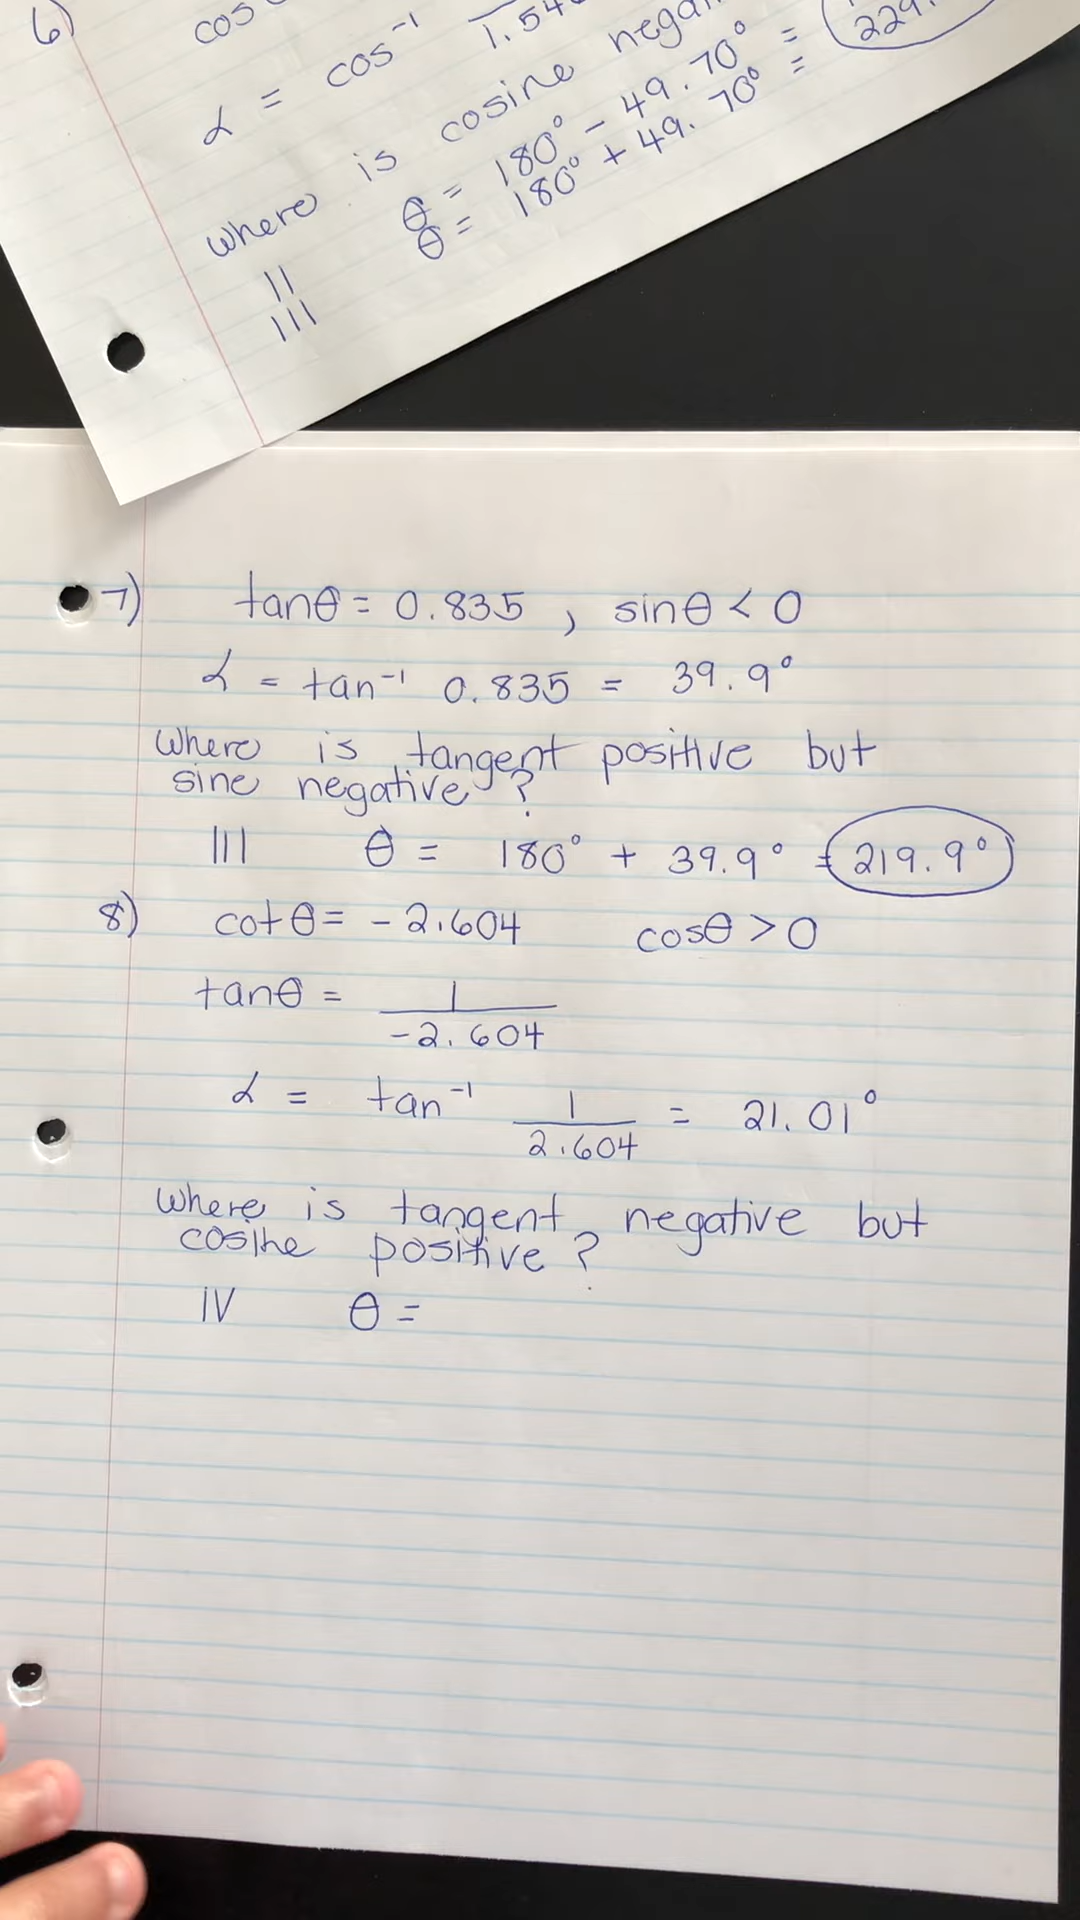 6) cos
α = cos⁻¹ 1.54
where is cosine nega
II θ = 180° - 49.70° =
III θ = 180° + 49.70° = 229.
7) tanθ = 0.835 , sinθ < 0
α = tan⁻¹ 0.835 = 39.9°
where is tangent positive but
sine negative?
III θ = 180° + 39.9° = 219.9°
8) cotθ = -2.604 cosθ > 0
tanθ = 1/-2.604
α = tan⁻¹ 1/2.604 = 21.01°
where is tangent negative but
cosine positive?
IV θ =